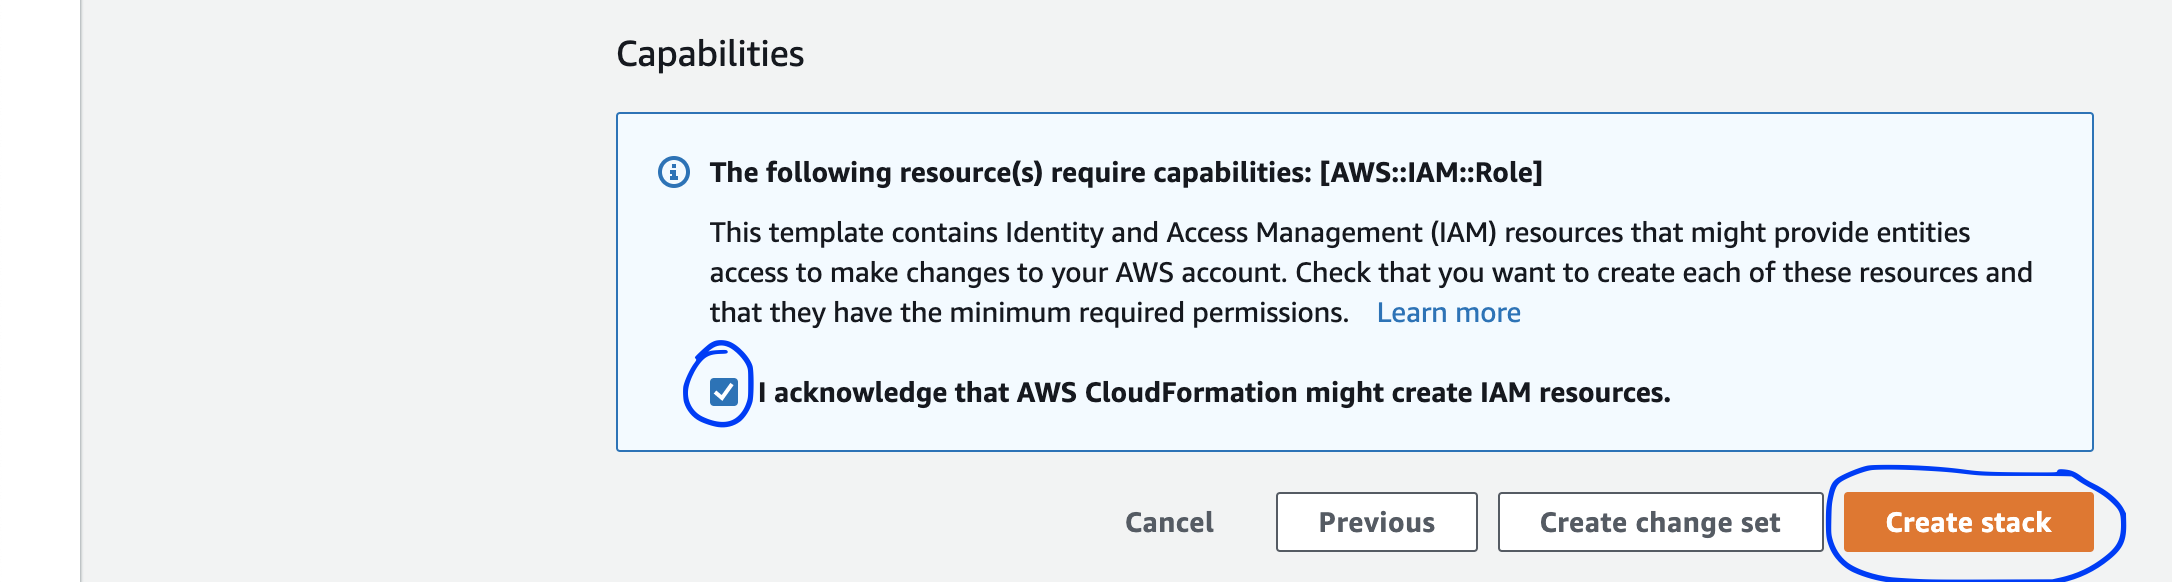 Capabilities
The following resource(s) require capabilities: [AWS::IAM::Role]
This template contains Identity and Access Management (IAM) resources that might provide entities
access to make changes to your AWS account. Check that you want to create each of these resources and
that they have the minimum required permissions. Learn more
I acknowledge that AWS CloudFormation might create IAM resources.
Cancel Previous Create change set Create stack